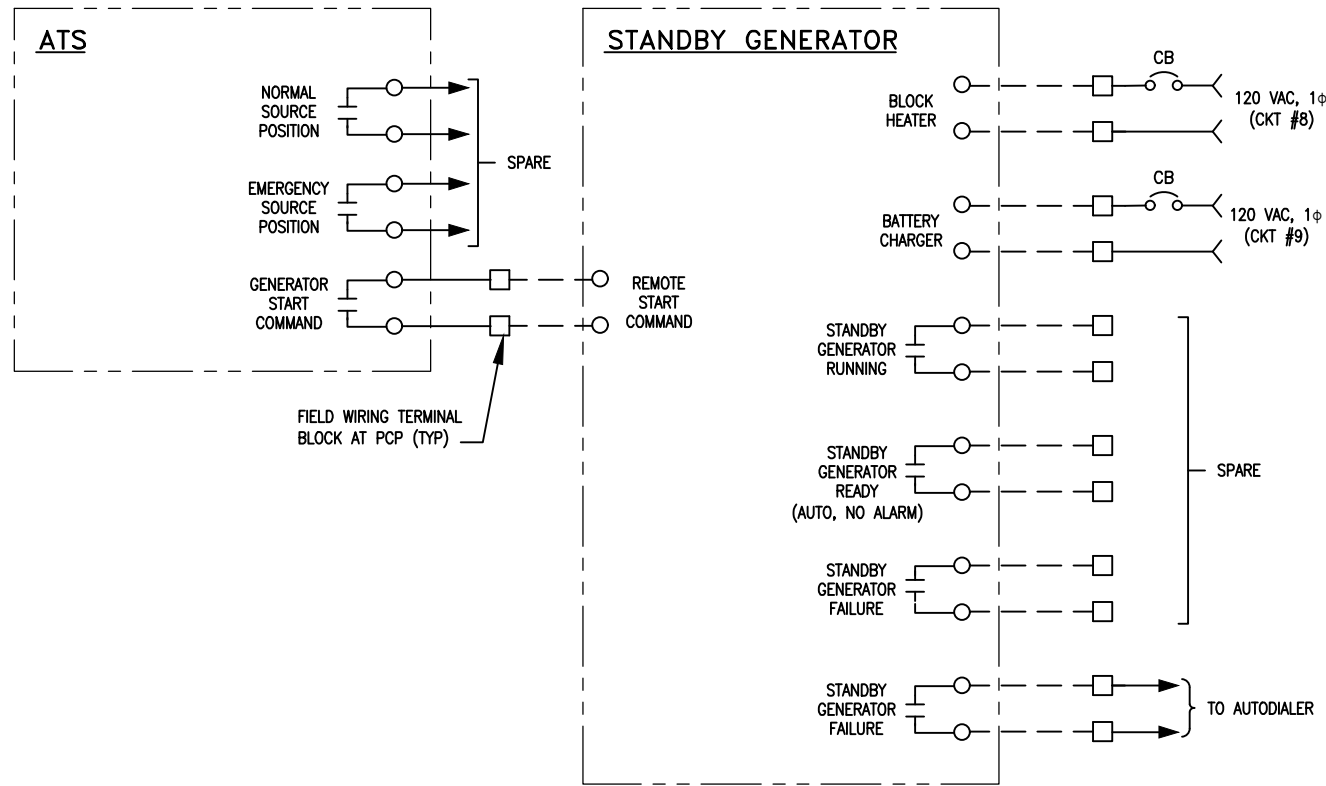 ATS
NORMAL
SOURCE
POSITION
EMERGENCY
SOURCE
POSITION
SPARE
GENERATOR
START
COMMAND
FIELD WIRING TERMINAL
BLOCK AT PCP (TYP)
STANDBY GENERATOR
REMOTE
START
COMMAND
BLOCK
HEATER
CB
120 VAC, 1ϕ
(CKT #8)
BATTERY
CHARGER
CB
120 VAC, 1ϕ
(CKT #9)
STANDBY
GENERATOR
RUNNING
STANDBY
GENERATOR
READY
(AUTO, NO ALARM)
SPARE
STANDBY
GENERATOR
FAILURE
STANDBY
GENERATOR
FAILURE
TO AUTODIALER